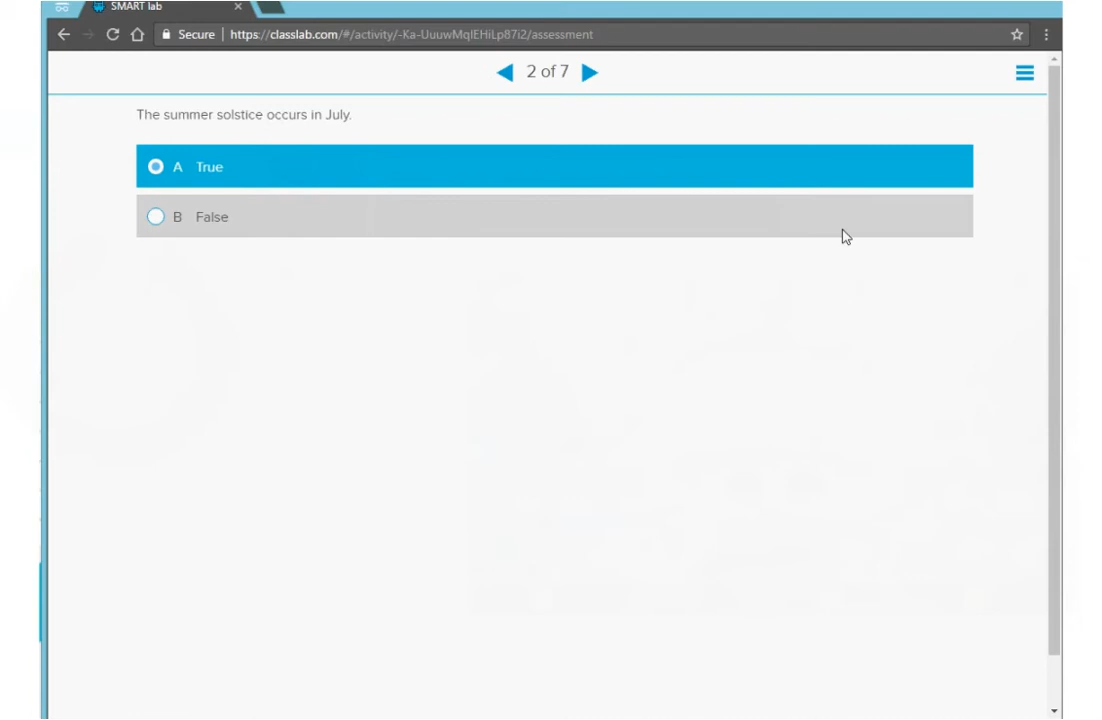 SMART lab
Secure | https://classlab.com/#/activity/-Ka-UuuwMqlEHiLp87i2/assessment
2 of 7
The summer solstice occurs in July.
A True
B False